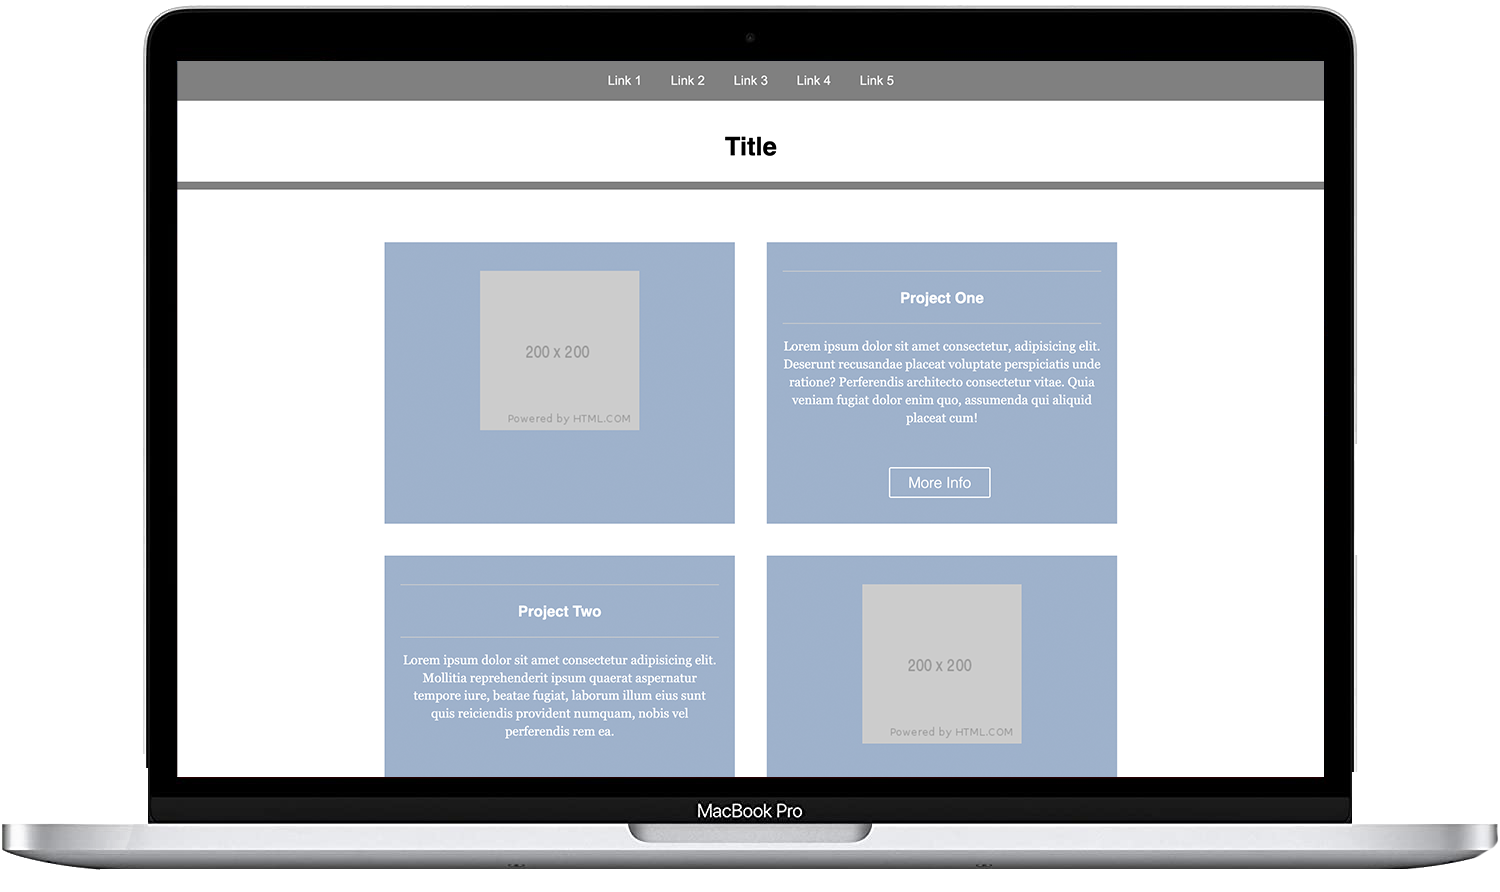 Link 1 Link 2 Link 3 Link 4 Link 5
Title
200 x 200
Powered by HTML.COM
Project One
Lorem ipsum dolor sit amet consectetur, adipisicing elit.
Deserunt recusandae placeat voluptate perspiciatis unde
ratione? Perferendis architecto consectetur vitae. Quia
veniam fugiat dolor enim quo, assumenda qui aliquid
placeat cum!
More Info
Project Two
Lorem ipsum dolor sit amet consectetur adipisicing elit.
Mollitia reprehenderit ipsum quaerat aspernatur
tempore iure, beatae fugiat, laborum illum eius sunt
quis reiciendis provident numquam, nobis vel
perferendis rem ea.
200 x 200
Powered by HTML.COM
MacBook Pro